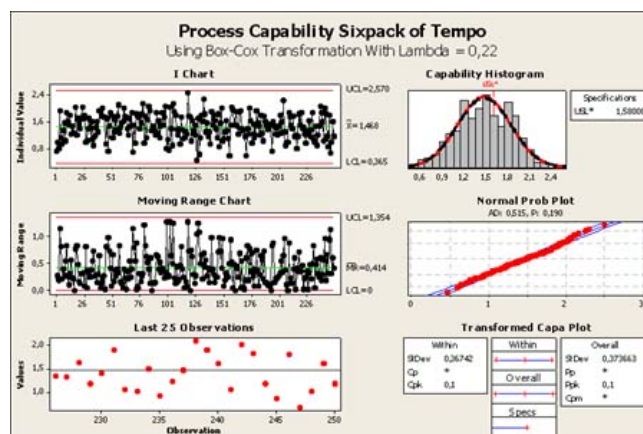 Process Capability Sixpack of Tempo
Using Box-Cox Transformation With Lambda = 0,22
I Chart
Individual Value
2,4
1,6
0,8
1 26 51 76 101 126 151 176 201 226
UCL=2,570
X=1,468
LCL=0,365
Capability Histogram
USL*
Specifications
USL* 1,58000
0,6 0,9 1,2 1,5 1,8 2,1 2,4
Moving Range Chart
Moving Range
1,0
0,5
0,0
1 26 51 76 101 126 151 176 201 226
UCL=1,354
MR=0,414
LCL=0
Normal Prob Plot
AD: 0,515, P: 0,190
0 1 2 3
Last 25 Observations
Values
2,0
1,5
1,0
230 235 240 245 250
Observation
Transformed Capa Plot
Within
StDev 0,36742
Cp *
Cpk 0,1
Within
Overall
Specs
Overall
StDev 0,373663
Pp *
Ppk 0,1
Cpm *